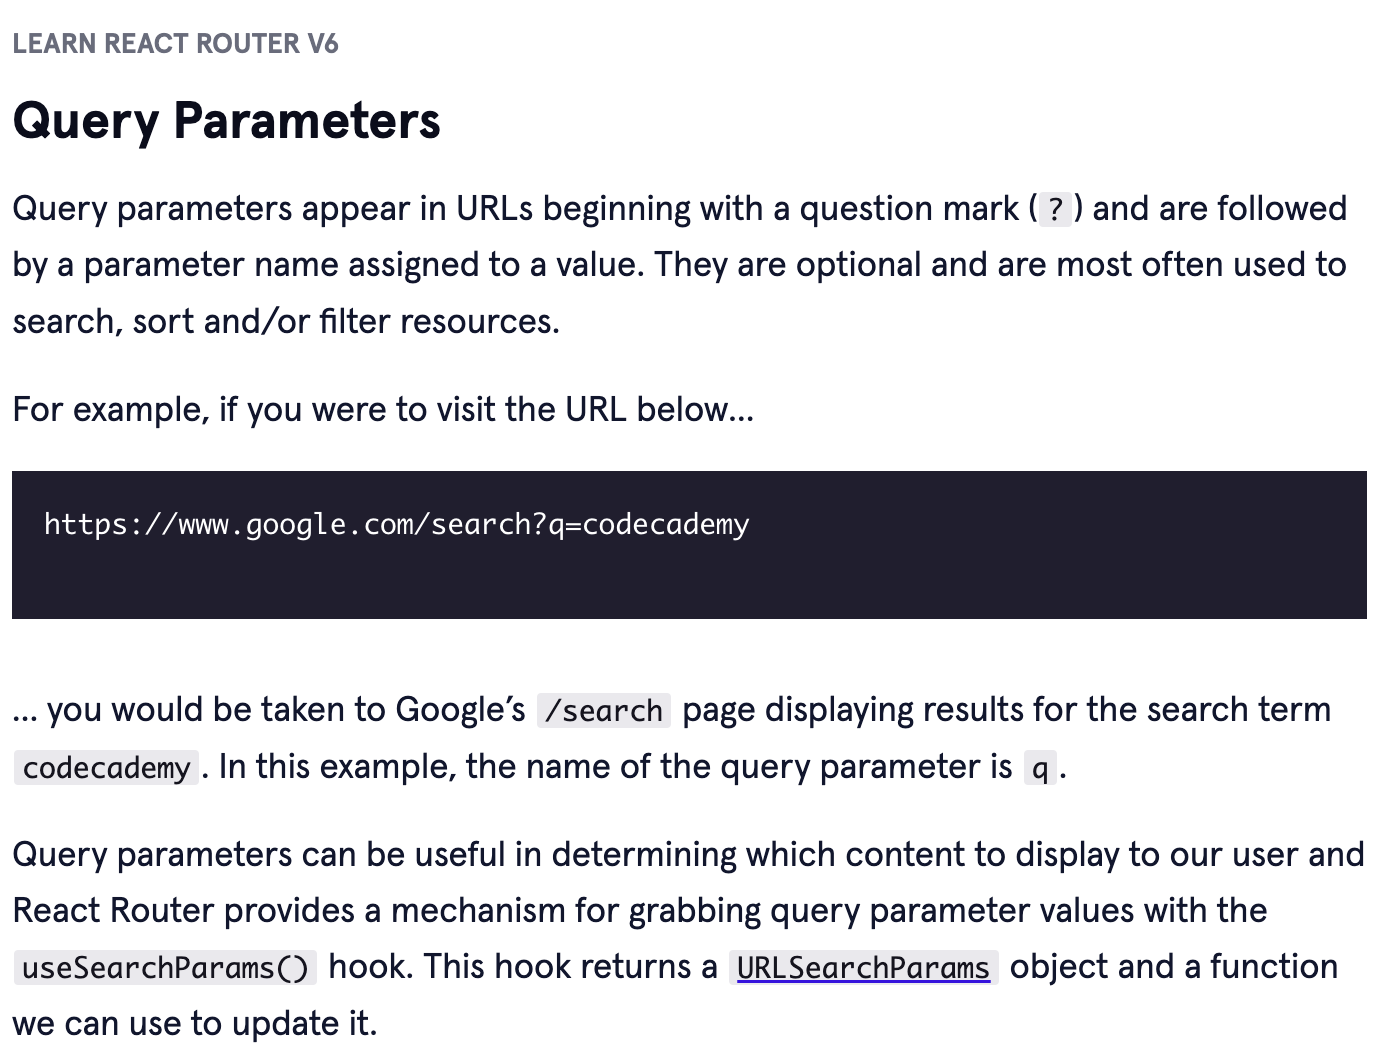 LEARN REACT ROUTER V6
Query Parameters
Query parameters appear in URLs beginning with a question mark (?) and are followed
by a parameter name assigned to a value. They are optional and are most often used to
search, sort and/or filter resources.
For example, if you were to visit the URL below…
https://www.google.com/search?q=codecademy
… you would be taken to Google’s /search page displaying results for the search term
codecademy. In this example, the name of the query parameter is q.
Query parameters can be useful in determining which content to display to our user and
React Router provides a mechanism for grabbing query parameter values with the
useSearchParams() hook. This hook returns a URLSearchParams object and a function
we can use to update it.